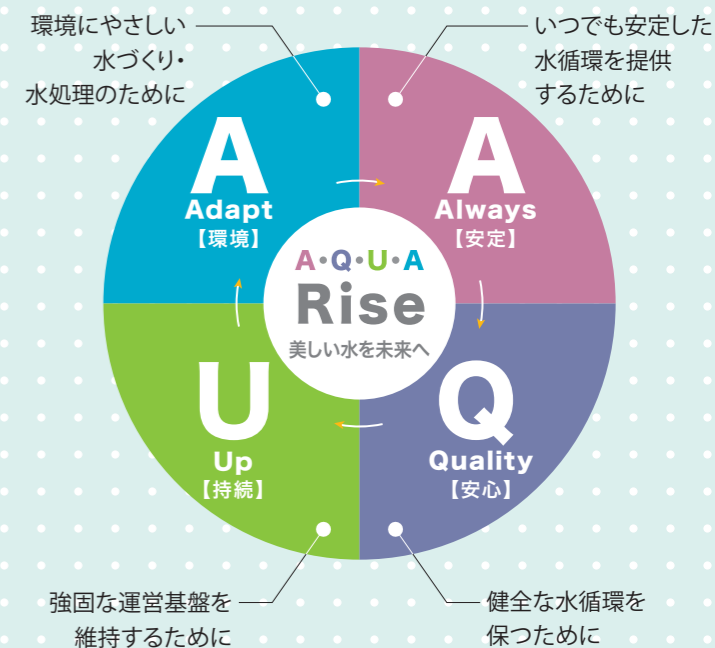 環境にやさしい
水づくり・
水処理のために
いつでも安定した
水循環を提供
するために
A
Adapt
【環境】
A
Always
【安定】
A・Q・U・A
Rise
美しい水を未来へ
U
Up
【持続】
Q
Quality
【安心】
強固な運営基盤を
維持するために
健全な水循環を
保つために